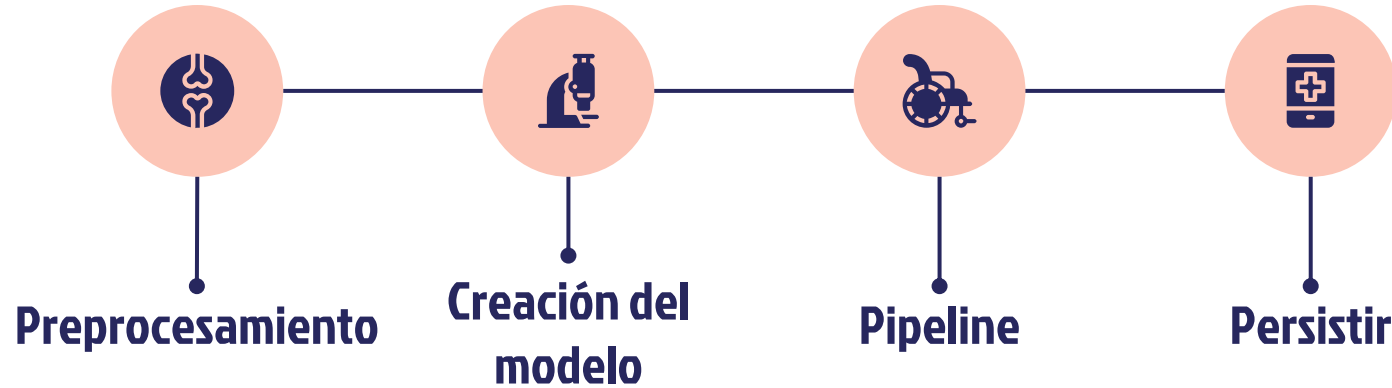 Preprocesamiento
Creación del
modelo
Pipeline
Persistir